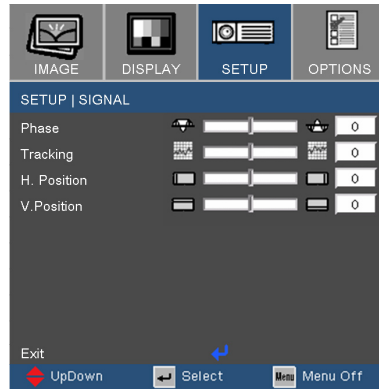 IMAGE DISPLAY SETUP OPTIONS
SETUP | SIGNAL
Phase 0
Tracking 0
H. Position 0
V.Position 0
Exit
UpDown Select Menu Menu Off